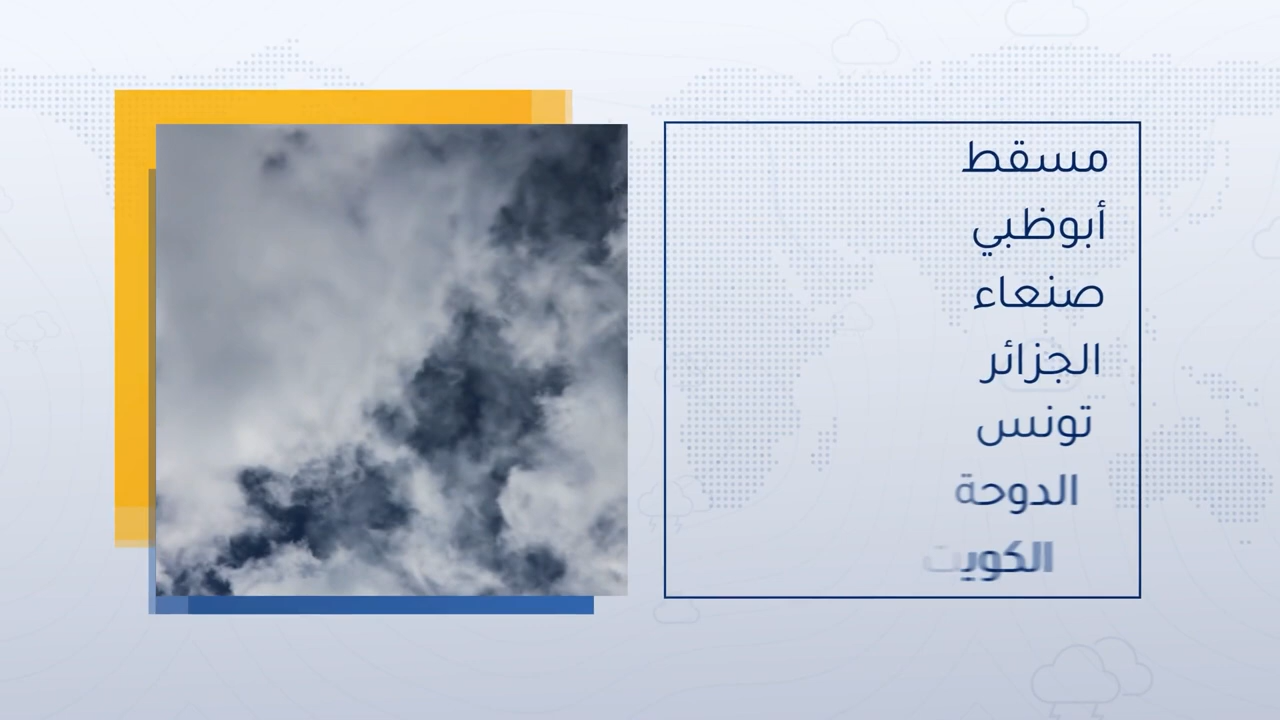 مسقط
أبوظبي
صنعاء
الجزائر
تونس
الدوحة
الكويت